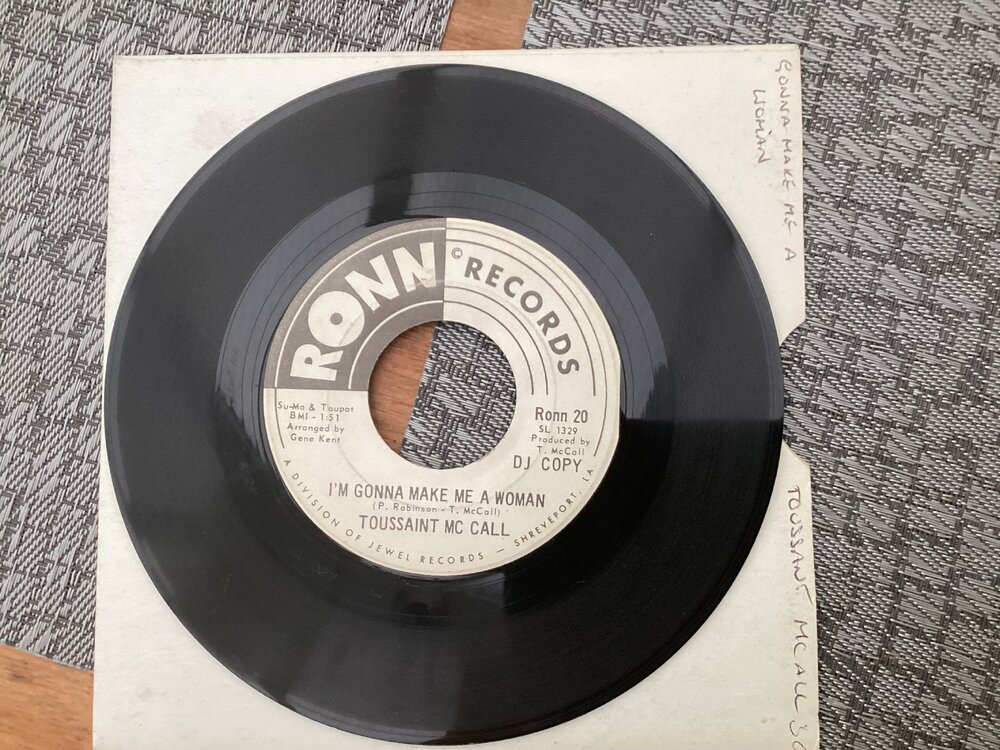 RONN © RECORDS
Su-Ma & Toupat
BMI - 1:51
Arranged by
Gene Kent
Ronn 20
SL 1329
Produced by
T. McCall
DJ COPY
I'M GONNA MAKE ME A WOMAN
(P. Robinson - T. McCall)
TOUSSAINT MC CALL
A DIVISION OF JEWEL RECORDS — SHREVEPORT, LA
GONNA MAKE ME A
WOMAN
TOUSSANT MCALL